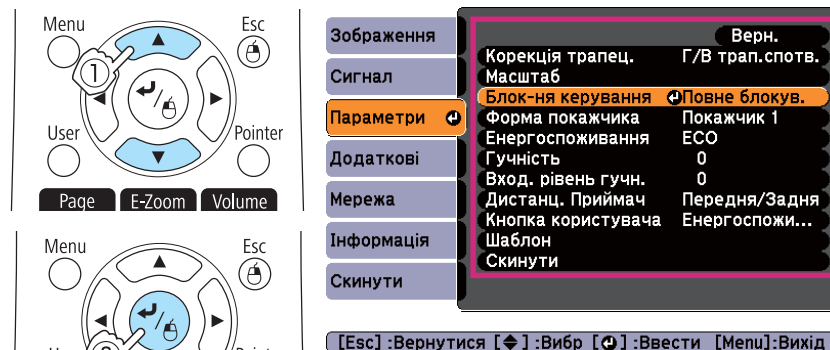 Menu
Esc
1
User
Pointer
Page E-Zoom Volume
Menu
Esc
Зображення
Сигнал
Параметри
Додаткові
Мережа
Інформація
Скинути
Верн.
Корекція трапец. Г/В трап.спотв.
Масштаб
Блок-ня керування Повне блокув.
Форма покажчика Покажчик 1
Енергоспоживання ECO
Гучність 0
Вход. рівень гучн. 0
Дистанц. Приймач Передня/Задня
Кнопка користувача Енергоспожи...
Шаблон
Скинути
[Esc] :Вернутися [◆] :Вибр [⏎] :Ввести [Menu]:Вихід